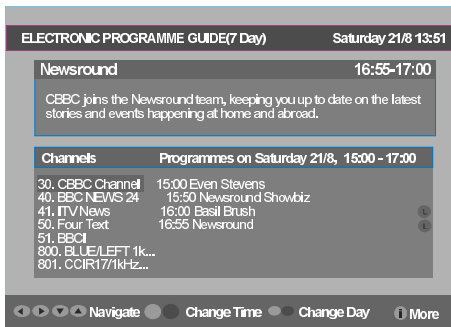 ELECTRONIC PROGRAMME GUIDE(7 Day) Saturday 21/8 13:51
Newsround 16:55-17:00
CBBC joins the Newsround team, keeping you up to date on the latest
stories and events happening at home and abroad.
Channels Programmes on Saturday 21/8, 15:00 - 17:00
30. CBBC Channel 15:00 Even Stevens
40. BBC NEWS 24 15:50 Newsround Showbiz
41. ITV News 16:00 Basil Brush L
50. Four Text 16:55 Newsround L
51. BBCi
800. BLUE/LEFT 1k...
801. CCIR17/1kHz...
Navigate Change Time Change Day i More